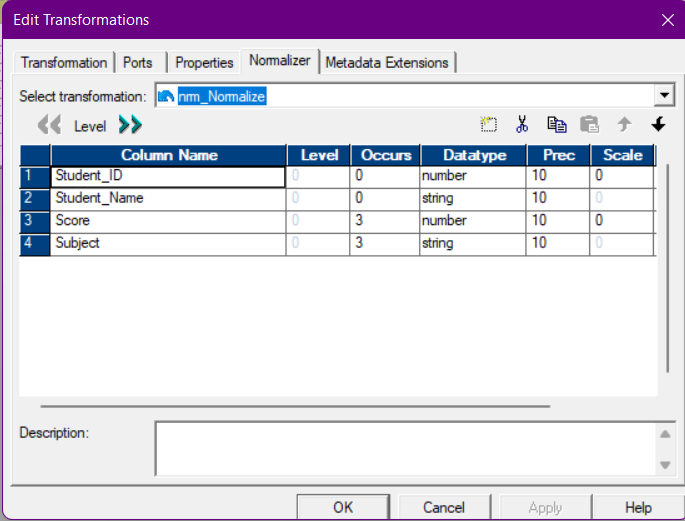 Edit Transformations
Transformation Ports Properties Normalizer Metadata Extensions
Select transformation: nrm_Normalize
Level
Column Name Level Occurs Datatype Prec Scale
1 Student_ID 0 0 number 10 0
2 Student_Name 0 0 string 10 0
3 Score 0 3 number 10 0
4 Subject 0 3 string 10 0
Description:
OK Cancel Apply Help